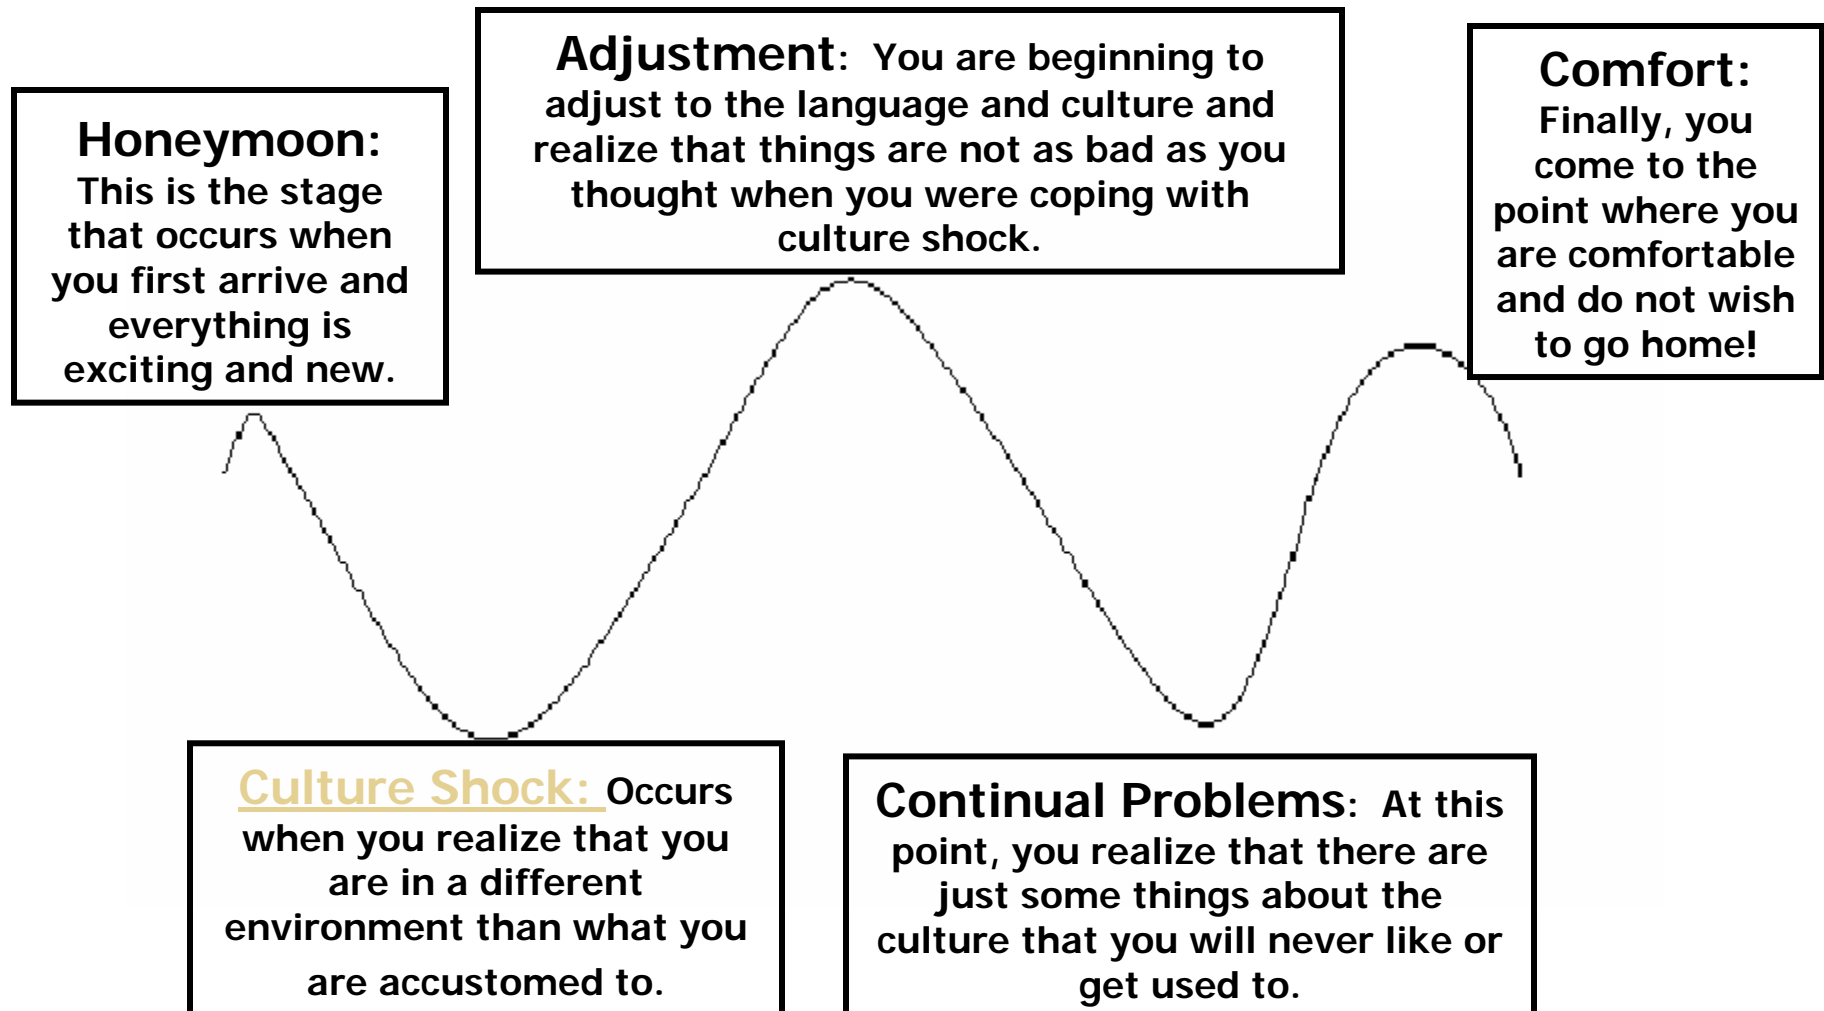 Honeymoon:
This is the stage
that occurs when
you first arrive and
everything is
exciting and new.
Adjustment: You are beginning to
adjust to the language and culture and
realize that things are not as bad as you
thought when you were coping with
culture shock.
Comfort:
Finally, you
come to the
point where you
are comfortable
and do not wish
to go home!
Culture Shock: Occurs
when you realize that you
are in a different
environment than what you
are accustomed to.
Continual Problems: At this
point, you realize that there are
just some things about the
culture that you will never like or
get used to.